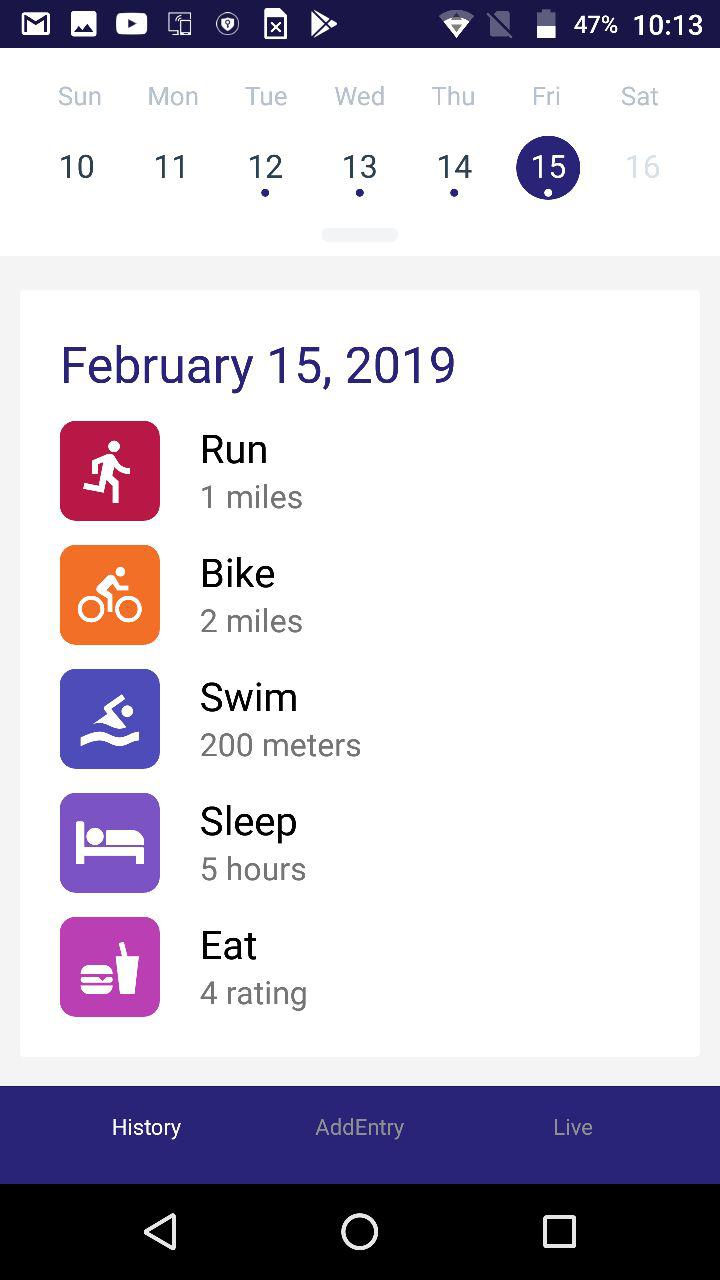 47% 10:13
Sun Mon Tue Wed Thu Fri Sat
10 11 12 13 14 15 16
February 15, 2019
Run
1 miles
Bike
2 miles
Swim
200 meters
Sleep
5 hours
Eat
4 rating
History AddEntry Live